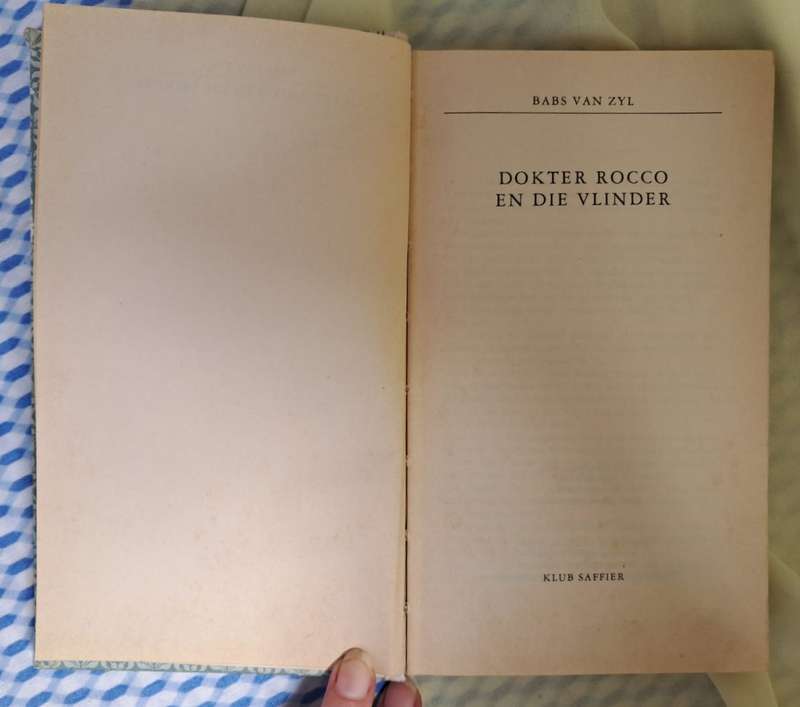 BABS VAN ZYL
DOKTER ROCCO
EN DIE VLINDER
KLUB SAFFIER